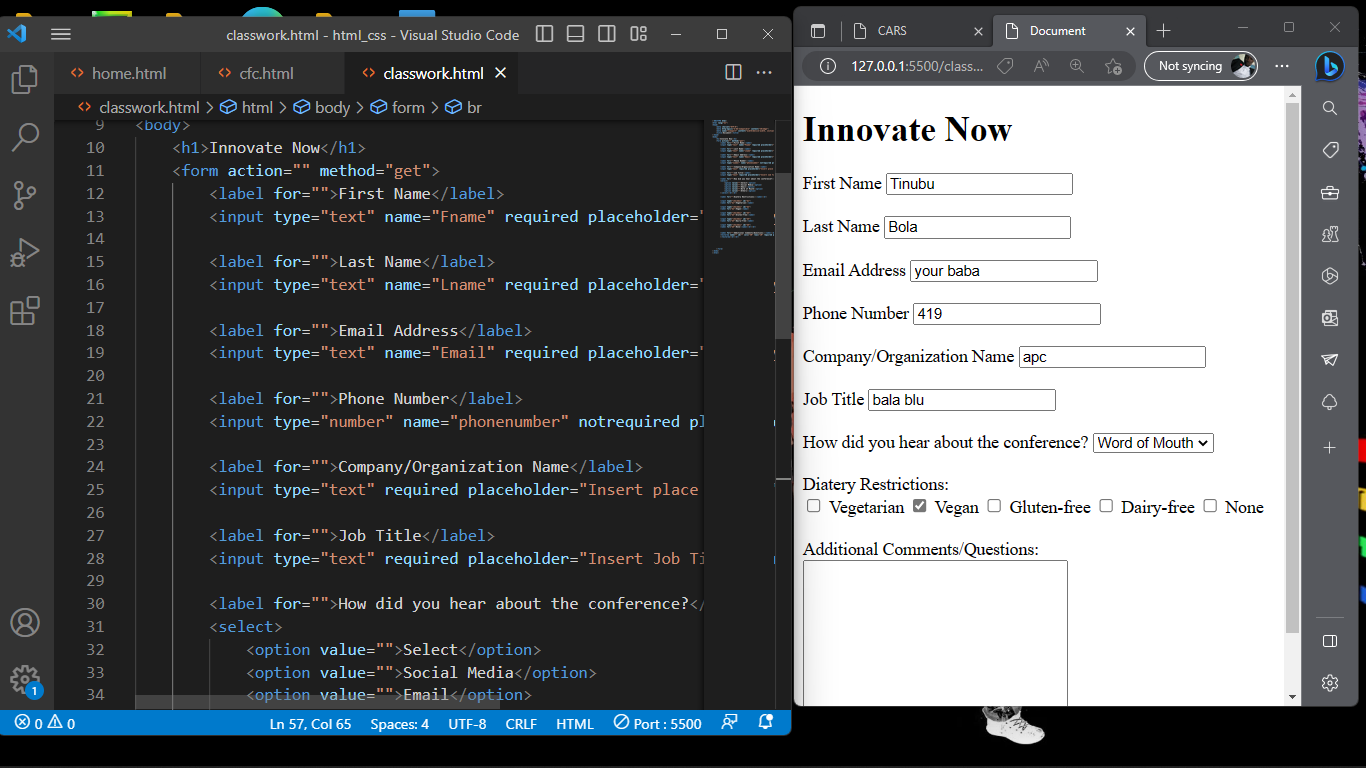 classwork.html - html_css - Visual Studio Code
home.html
cfc.html
classwork.html
classwork.html > html > body > form > br
9 <body>
10 <h1>Innovate Now</h1>
11 <form action="" method="get">
12 <label for="">First Name</label>
13 <input type="text" name="Fname" required placeholder="
14
15 <label for="">Last Name</label>
16 <input type="text" name="Lname" required placeholder="
17
18 <label for="">Email Address</label>
19 <input type="text" name="Email" required placeholder="
20
21 <label for="">Phone Number</label>
22 <input type="number" name="phonenumber" notrequired pl
23
24 <label for="">Company/Organization Name</label>
25 <input type="text" required placeholder="Insert place
26
27 <label for="">Job Title</label>
28 <input type="text" required placeholder="Insert Job Ti
29
30 <label for="">How did you hear about the conference?</
31 <select>
32 <option value="">Select</option>
33 <option value="">Social Media</option>
34 <option value="">Email</option>
1
0 0
Ln 57, Col 65
Spaces: 4
UTF-8
CRLF
HTML
Port : 5500
CARS
Document
127.0.0.1:5500/class...
Not syncing
Innovate Now
First Name Tinubu
Last Name Bola
Email Address your baba
Phone Number 419
Company/Organization Name apc
Job Title bala blu
How did you hear about the conference? Word of Mouth
Diatery Restrictions:
Vegetarian Vegan Gluten-free Dairy-free None
Additional Comments/Questions: